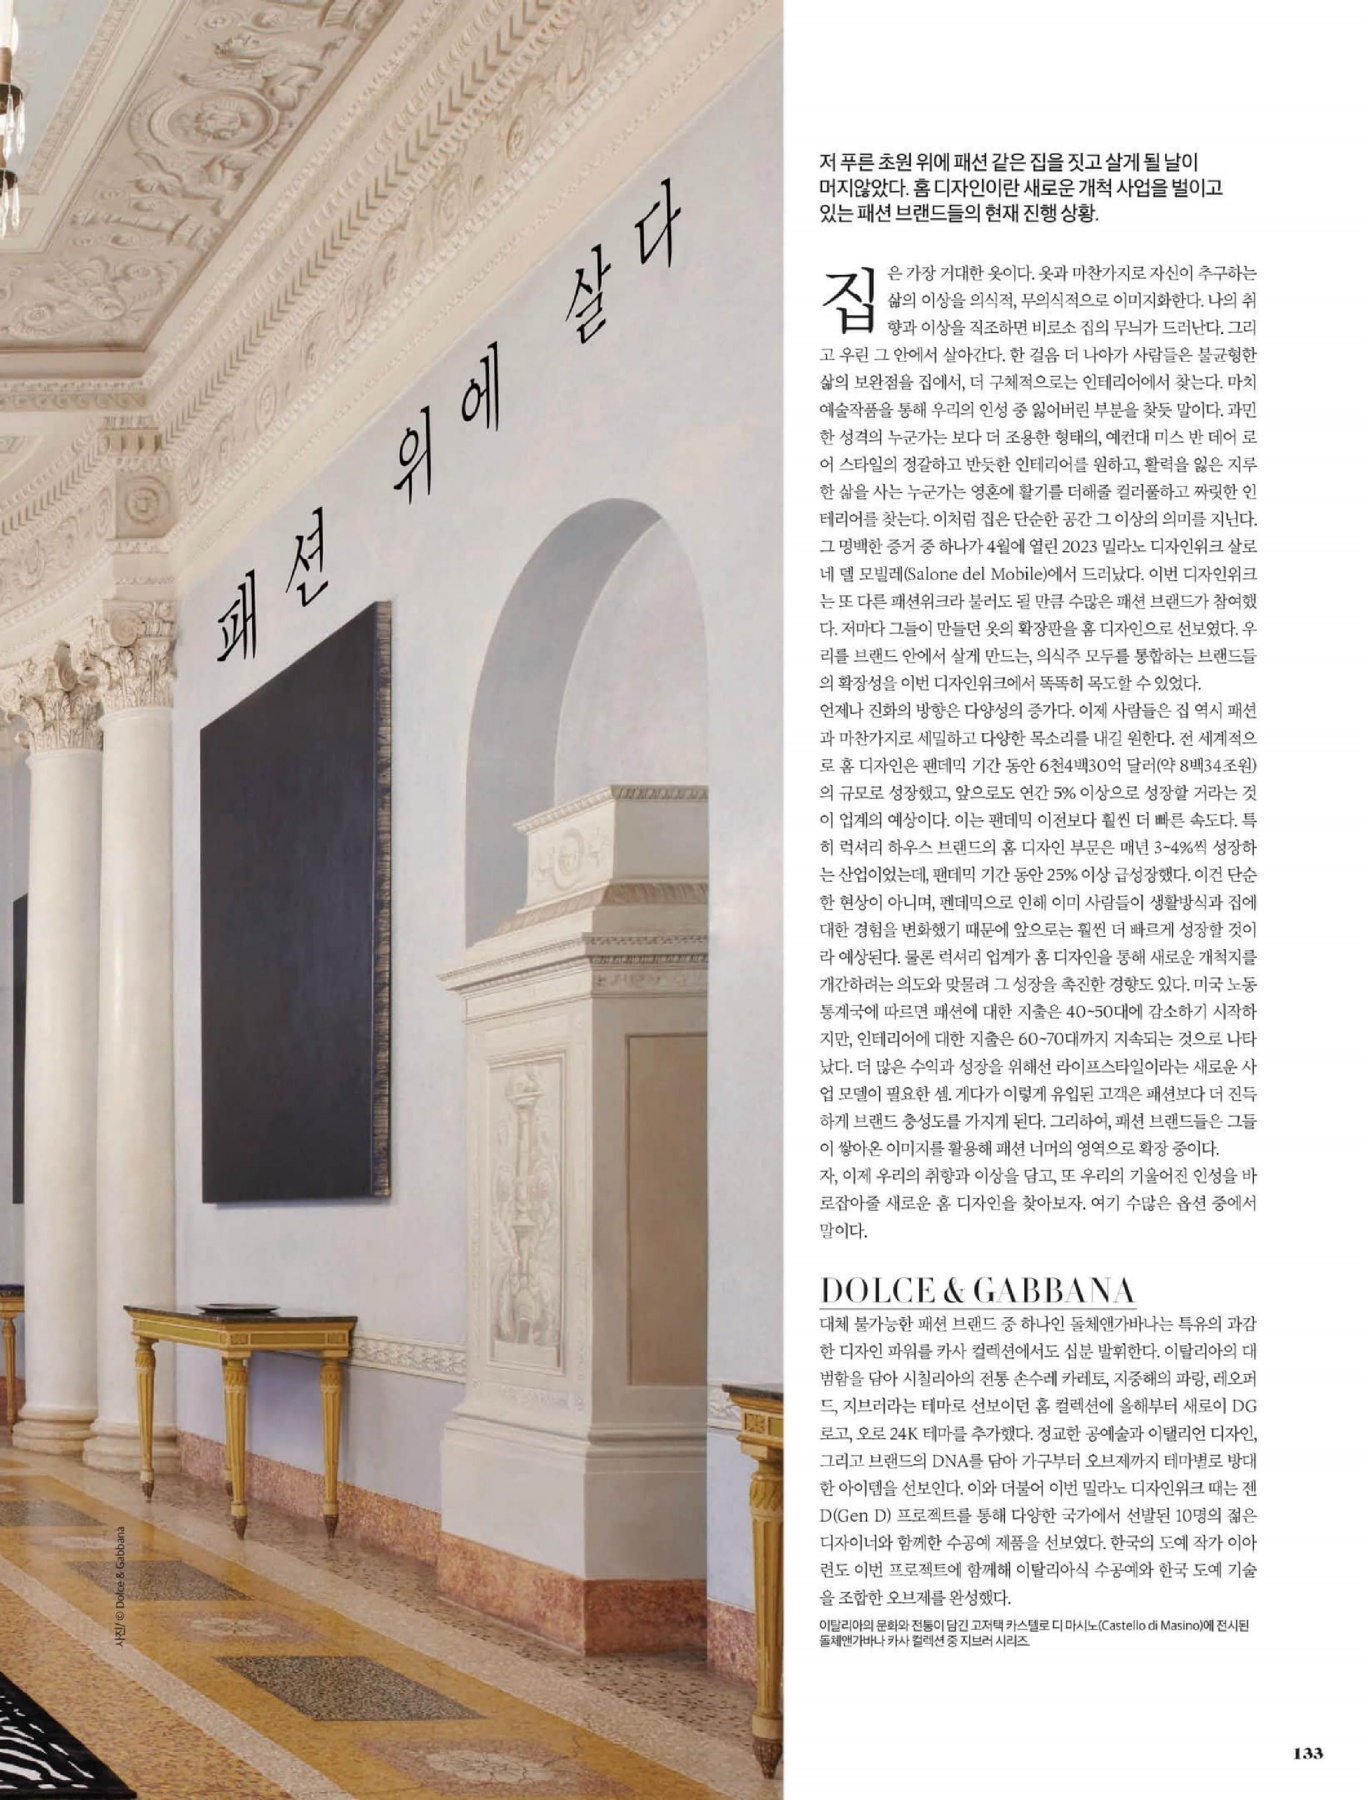 패션 위에 살다
저 푸른 초원 위에 패션 같은 집을 짓고 살게 될 날이
머지않았다. 홈 디자인이란 새로운 개척 사업을 벌이고
있는 패션 브랜드들의 현재 진행 상황.
집은 가장 거대한 옷이다. 옷과 마찬가지로 자신이 추구하는
삶의 이상을 의식적, 무의식적으로 이미지화한다. 나의 취
향과 이상을 직조하면 비로소 집의 무늬가 드러난다. 그리
고 우린 그 안에서 살아간다. 한 걸음 더 나아가 사람들은 불균형한
삶의 보완점을 집에서, 더 구체적으로는 인테리어에서 찾는다. 마치
예술작품을 통해 우리의 인성 중 잃어버린 부분을 찾듯 말이다. 과민
한 성격의 누군가는 보다 더 조용한 형태의, 예컨대 미스 반 데어 로
어 스타일의 정갈하고 반듯한 인테리어를 원하고, 활력을 잃은 지루
한 삶을 사는 누군가는 영혼에 활기를 더해줄 컬러풀하고 짜릿한 인
테리어를 찾는다. 이처럼 집은 단순한 공간 그 이상의 의미를 지닌다.
그 명백한 증거 중 하나가 4월에 열린 2023 밀라노 디자인위크 살로
네 델 모빌레(Salone del Mobile)에서 드러났다. 이번 디자인위크
는 또 다른 패션위크라 불러도 될 만큼 수많은 패션 브랜드가 참여했
다. 저마다 그들이 만들던 옷의 확장판을 홈 디자인으로 선보였다. 우
리를 브랜드 안에서 살게 만드는, 의식주 모두를 통합하는 브랜드들
의 확장성을 이번 디자인위크에서 똑똑히 목도할 수 있었다.
언제나 진화의 방향은 다양성의 증가다. 이제 사람들은 집 역시 패션
과 마찬가지로 세밀하고 다양한 목소리를 내길 원한다. 전 세계적으
로 홈 디자인은 팬데믹 기간 동안 6천4백30억 달러(약 8백34조원)
의 규모로 성장했고, 앞으로도 연간 5% 이상으로 성장할 거라는 것
이 업계의 예상이다. 이는 팬데믹 이전보다 훨씬 더 빠른 속도다. 특
히 럭셔리 하우스 브랜드의 홈 디자인 부문은 매년 3~4%씩 성장하
는 산업이었는데, 팬데믹 기간 동안 25% 이상 급성장했다. 이건 단순
한 현상이 아니며, 펜데믹으로 인해 이미 사람들이 생활방식과 집에
대한 경험을 변화했기 때문에 앞으로는 훨씬 더 빠르게 성장할 것이
라 예상된다. 물론 럭셔리 업계가 홈 디자인을 통해 새로운 개척지를
개간하려는 의도와 맞물려 그 성장을 촉진한 경향도 있다. 미국 노동
통계국에 따르면 패션에 대한 지출은 40~50대에 감소하기 시작하
지만, 인테리어에 대한 지출은 60~70대까지 지속되는 것으로 나타
났다. 더 많은 수익과 성장을 위해선 라이프스타일이라는 새로운 사
업 모델이 필요한 셈. 게다가 이렇게 유입된 고객은 패션보다 더 진득
하게 브랜드 충성도를 가지게 된다. 그리하여, 패션 브랜드들은 그들
이 쌓아온 이미지를 활용해 패션 너머의 영역으로 확장 중이다.
자, 이제 우리의 취향과 이상을 담고, 또 우리의 기울어진 인성을 바
로잡아줄 새로운 홈 디자인을 찾아보자. 여기 수많은 옵션 중에서
말이다.
DOLCE & GABBANA
대체 불가능한 패션 브랜드 중 하나인 돌체앤가바나는 특유의 과감
한 디자인 파워를 카사 컬렉션에서도 십분 발휘한다. 이탈리아의 대
범함을 담아 시칠리아의 전통 손수레 카레토, 지중해의 파랑, 레오퍼
드, 지브러라는 테마로 선보이던 홈 컬렉션에 올해부터 새로이 DG
로고, 오로 24K 테마를 추가했다. 정교한 공예술과 이탤리언 디자인,
그리고 브랜드의 DNA를 담아 가구부터 오브제까지 테마별로 방대
한 아이템을 선보인다. 이와 더불어 이번 밀라노 디자인위크 때는 젠
D(Gen D) 프로젝트를 통해 다양한 국가에서 선발된 10명의 젊은
디자이너와 함께한 수공예 제품을 선보였다. 한국의 도예 작가 이아
련도 이번 프로젝트에 함께해 이탈리아식 수공예와 한국 도예 기술
을 조합한 오브제를 완성했다.
이탈리아의 문화와 전통이 담긴 고저택 카스텔로 디 마시노(Castello di Masino)에 전시된
돌체앤가바나 카사 컬렉션 중 지브러 시리즈.
사진/ © Dolce & Gabbana
133